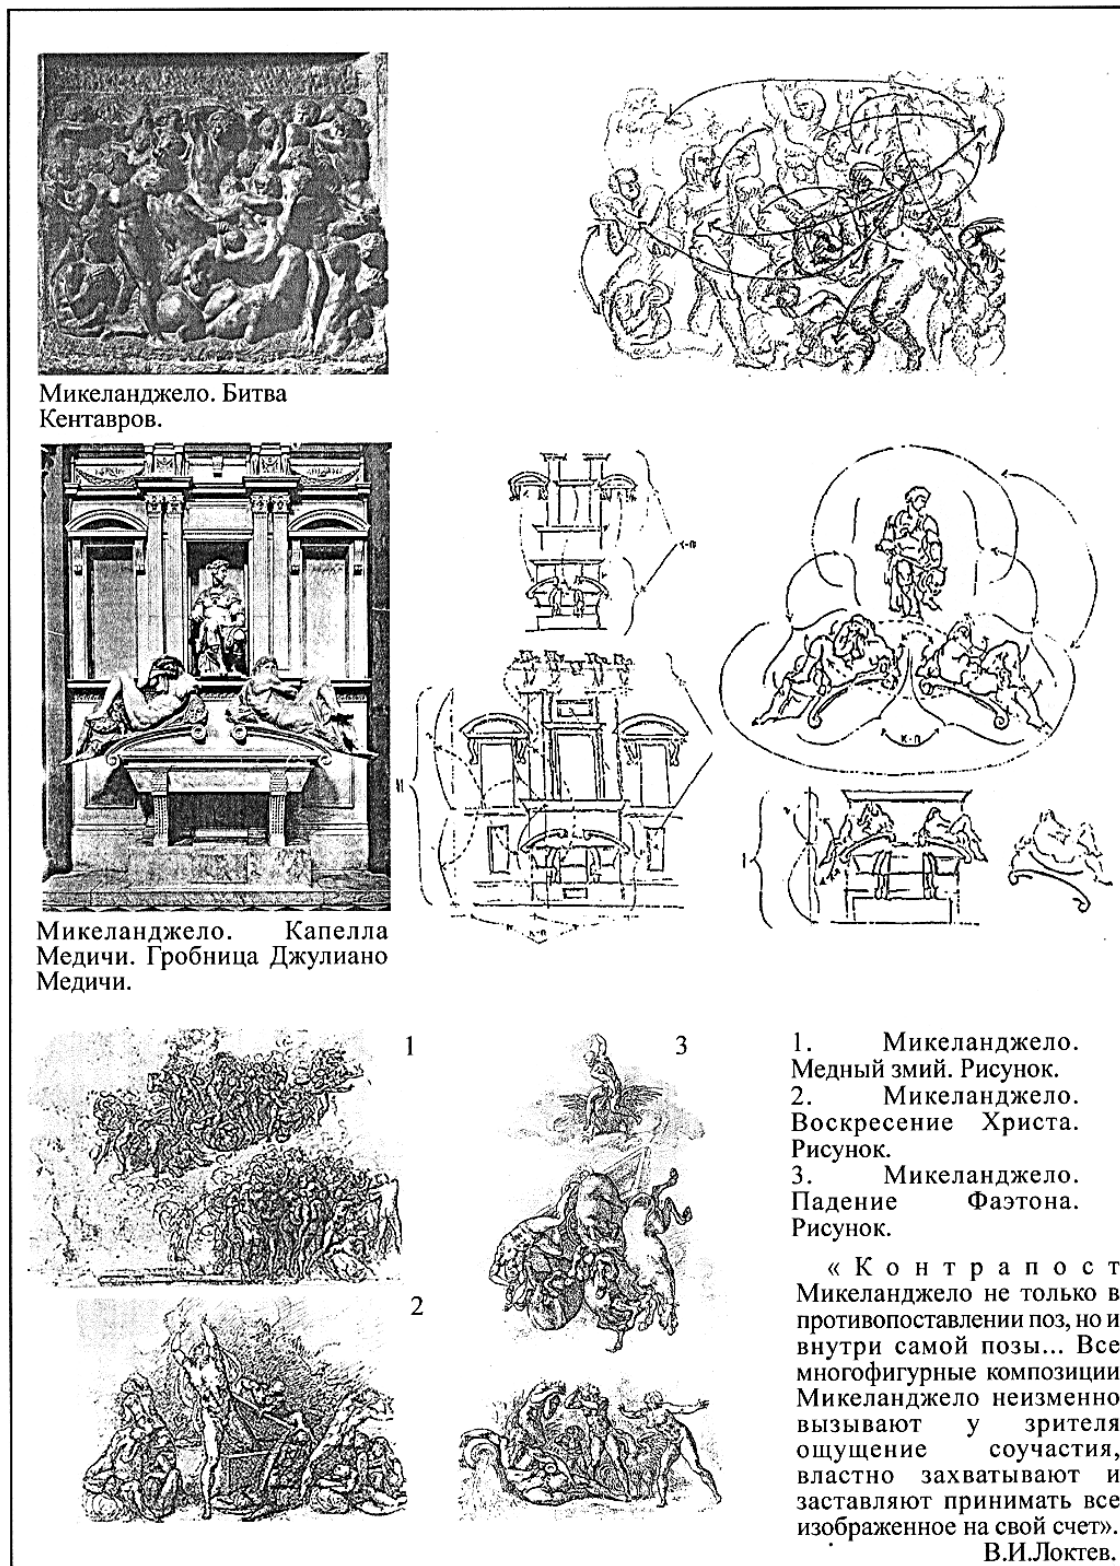 Микеланджело. Битва
Кентавров.
к-п
к-п
к-п
Микеланджело. Капелла
Медичи. Гробница Джулиано
Медичи.
1
3
2
1. Микеланджело.
Медный змий. Рисунок.
2. Микеланджело.
Воскресение Христа.
Рисунок.
3. Микеланджело.
Падение Фаэтона.
Рисунок.
«Контрапост
Микеланджело не только в
противопоставлении поз, но и
внутри самой позы... Все
многофигурные композиции
Микеланджело неизменно
вызывают у зрителя
ощущение соучастия,
властно захватывают и
заставляют принимать все
изображенное на свой счет».
В.И.Локтев.